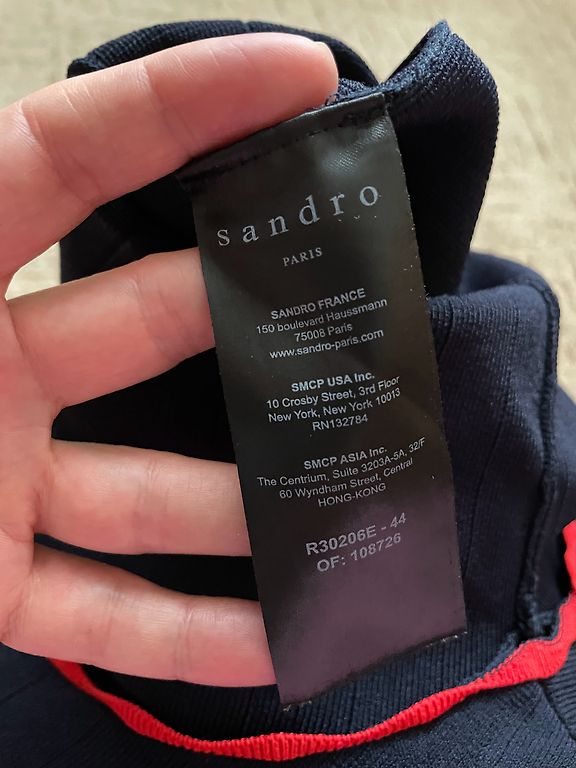 sandro
PARIS
SANDRO FRANCE
150 boulevard Haussmann
75008 Paris
www.sandro-paris.com
SMCP USA Inc.
10 Crosby Street, 3rd Floor
New York, New York 10013
RN132784
SMCP ASIA Inc.
The Centrium, Suite 3203A-5A, 32/F
60 Wyndham Street, Central
HONG-KONG
R30206E - 44
OF: 108726